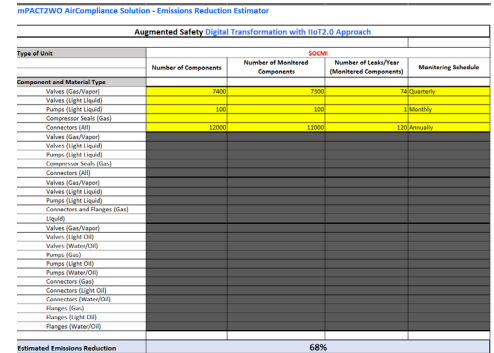 mPACT2WO AirCompliance Solution - Emissions Reduction Estimator
Augmented Safety Digital Transformation with IIoT2.0 Approach
Type of Unit SOCMI
Number of Components Number of Monitored Components Number of Leaks/Year (Monitored Components) Monitering Schedule
Component and Material Type
Valves (Gas/Vapor) 7400 7300 74 Quarterly
Valves (Light Liquid)
Pumps (Light Liquid) 100 100 1 Monthly
Compressor Seals (Gas)
Connectors (All) 12000 11000 120 Annually
Valves (Gas/Vapor)
Valves (Light Liquid)
Pumps (Light Liquid)
Compressor Seals (Gas)
Connectors (All)
Valves (Gas/Vapor)
Valves (Light Liquid)
Pumps (Light Liquid)
Connectors and Flanges (Gas)
Liquid)
Valves (Gas/Vapor)
Valves (Light Oil)
Valves (Water/Oil)
Pumps (Gas)
Pumps (Light Oil)
Pumps (Water/Oil)
Connectors (Gas)
Connectors (Light Oil)
Connectors (Water/Oil)
Flanges (Gas)
Flanges (Light Oil)
Flanges (Water/Oil)
Estimated Emissions Reduction 68%